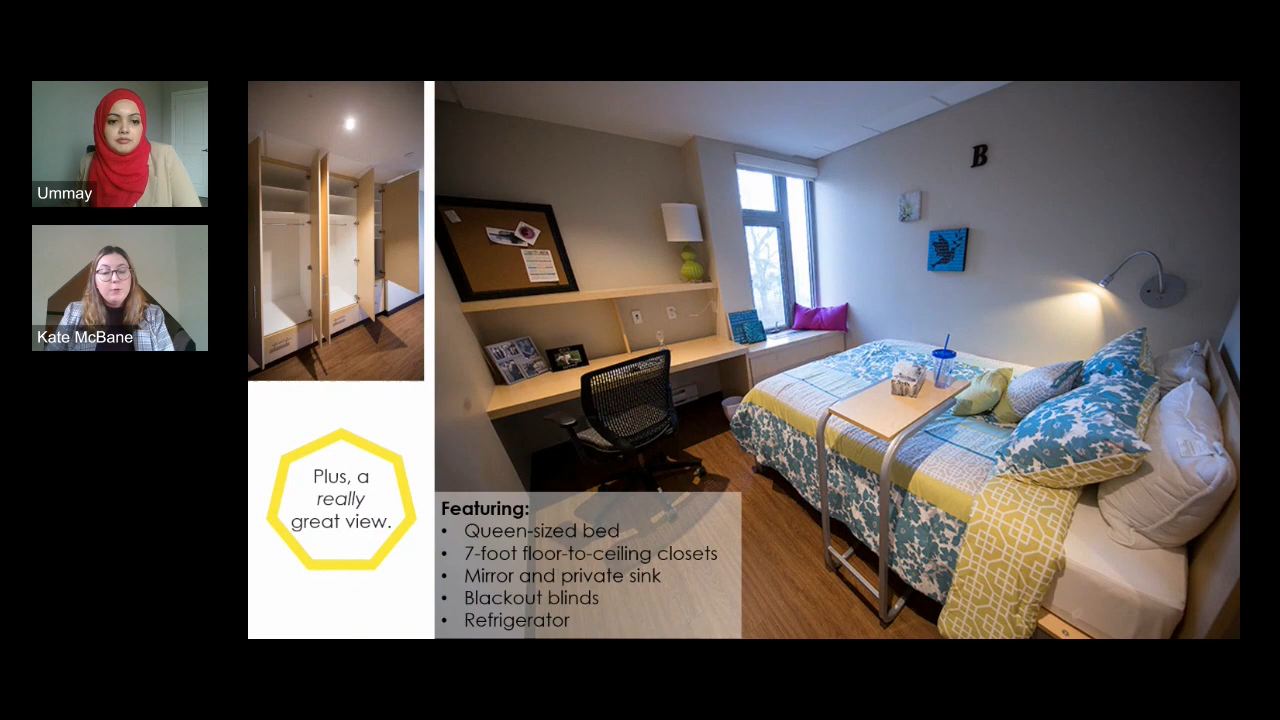 Ummay
Kate McBane
Plus, a
really
great view.
B
Featuring:
• Queen-sized bed
• 7-foot floor-to-ceiling closets
• Mirror and private sink
• Blackout blinds
• Refrigerator